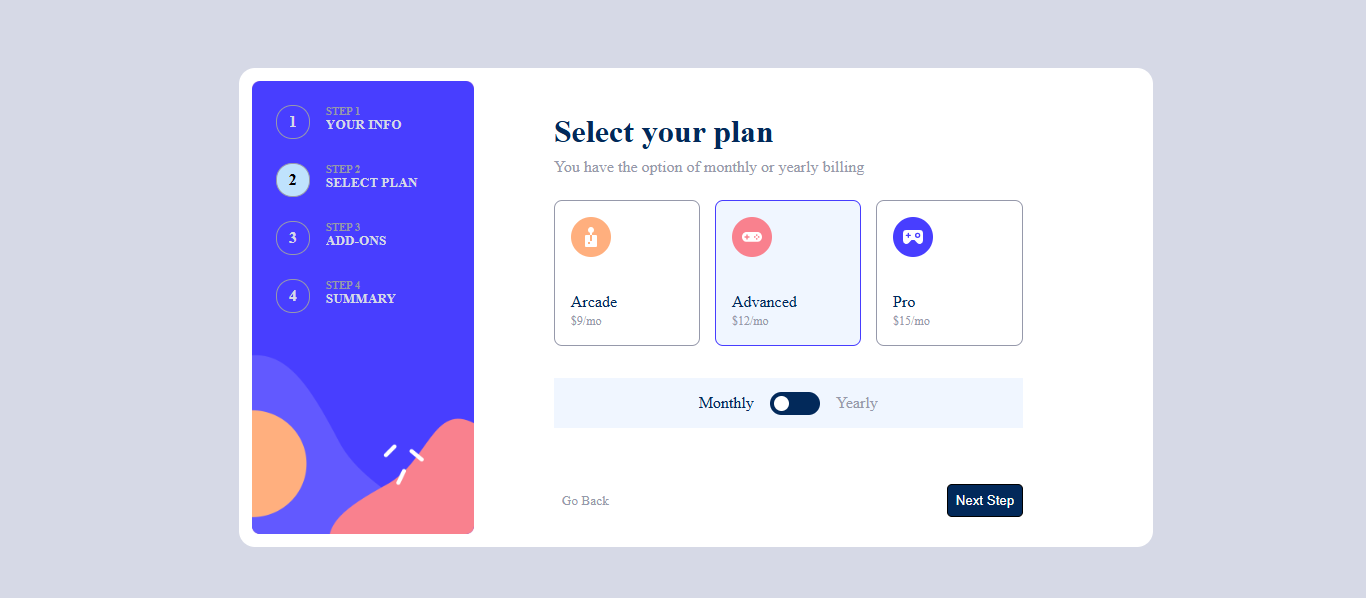 1
STEP 1
YOUR INFO
2
STEP 2
SELECT PLAN
3
STEP 3
ADD-ONS
4
STEP 4
SUMMARY
Select your plan
You have the option of monthly or yearly billing
Arcade
$9/mo
Advanced
$12/mo
Pro
$15/mo
Monthly
Yearly
Go Back
Next Step